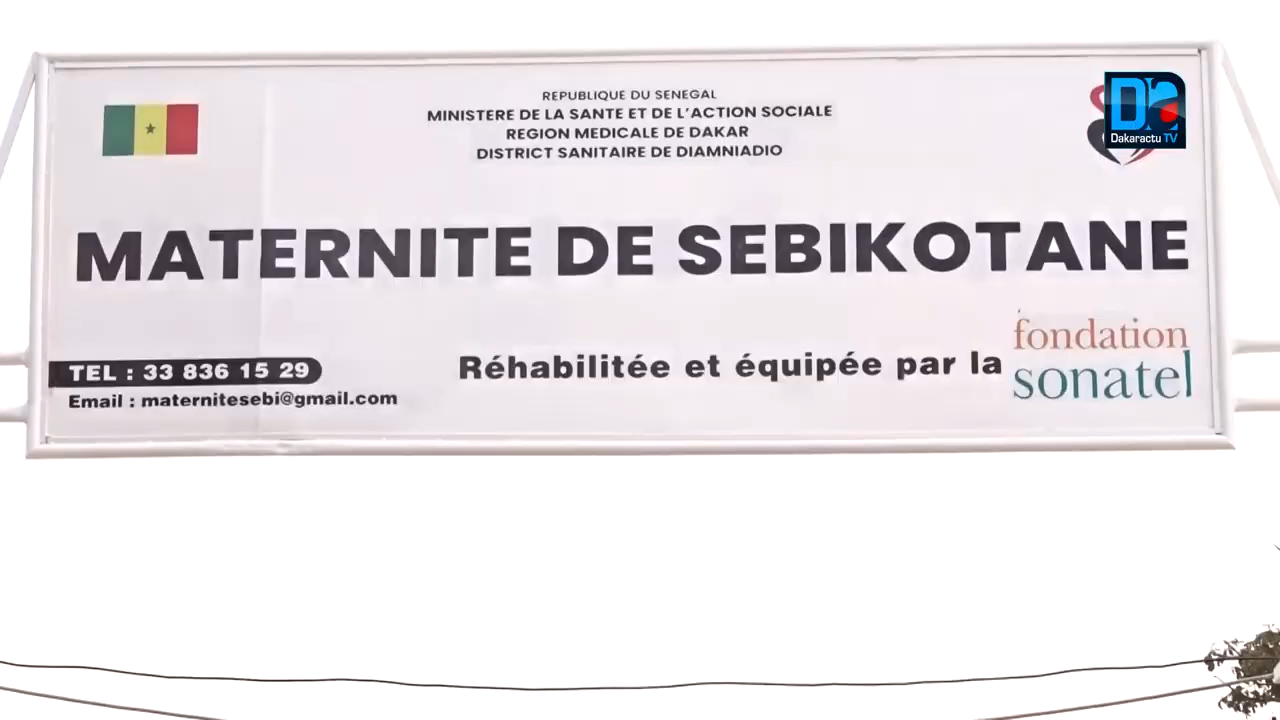 REPUBLIQUE DU SENEGAL
MINISTERE DE LA SANTE ET DE L'ACTION SOCIALE
REGION MEDICALE DE DAKAR
DISTRICT SANITAIRE DE DIAMNIADIO
Da
Dakaractu TV
MATERNITE DE SEBIKOTANE
TEL : 33 836 15 29
Email : maternitesebi@gmail.com
Réhabilitée et équipée par la
fondation
sonatel